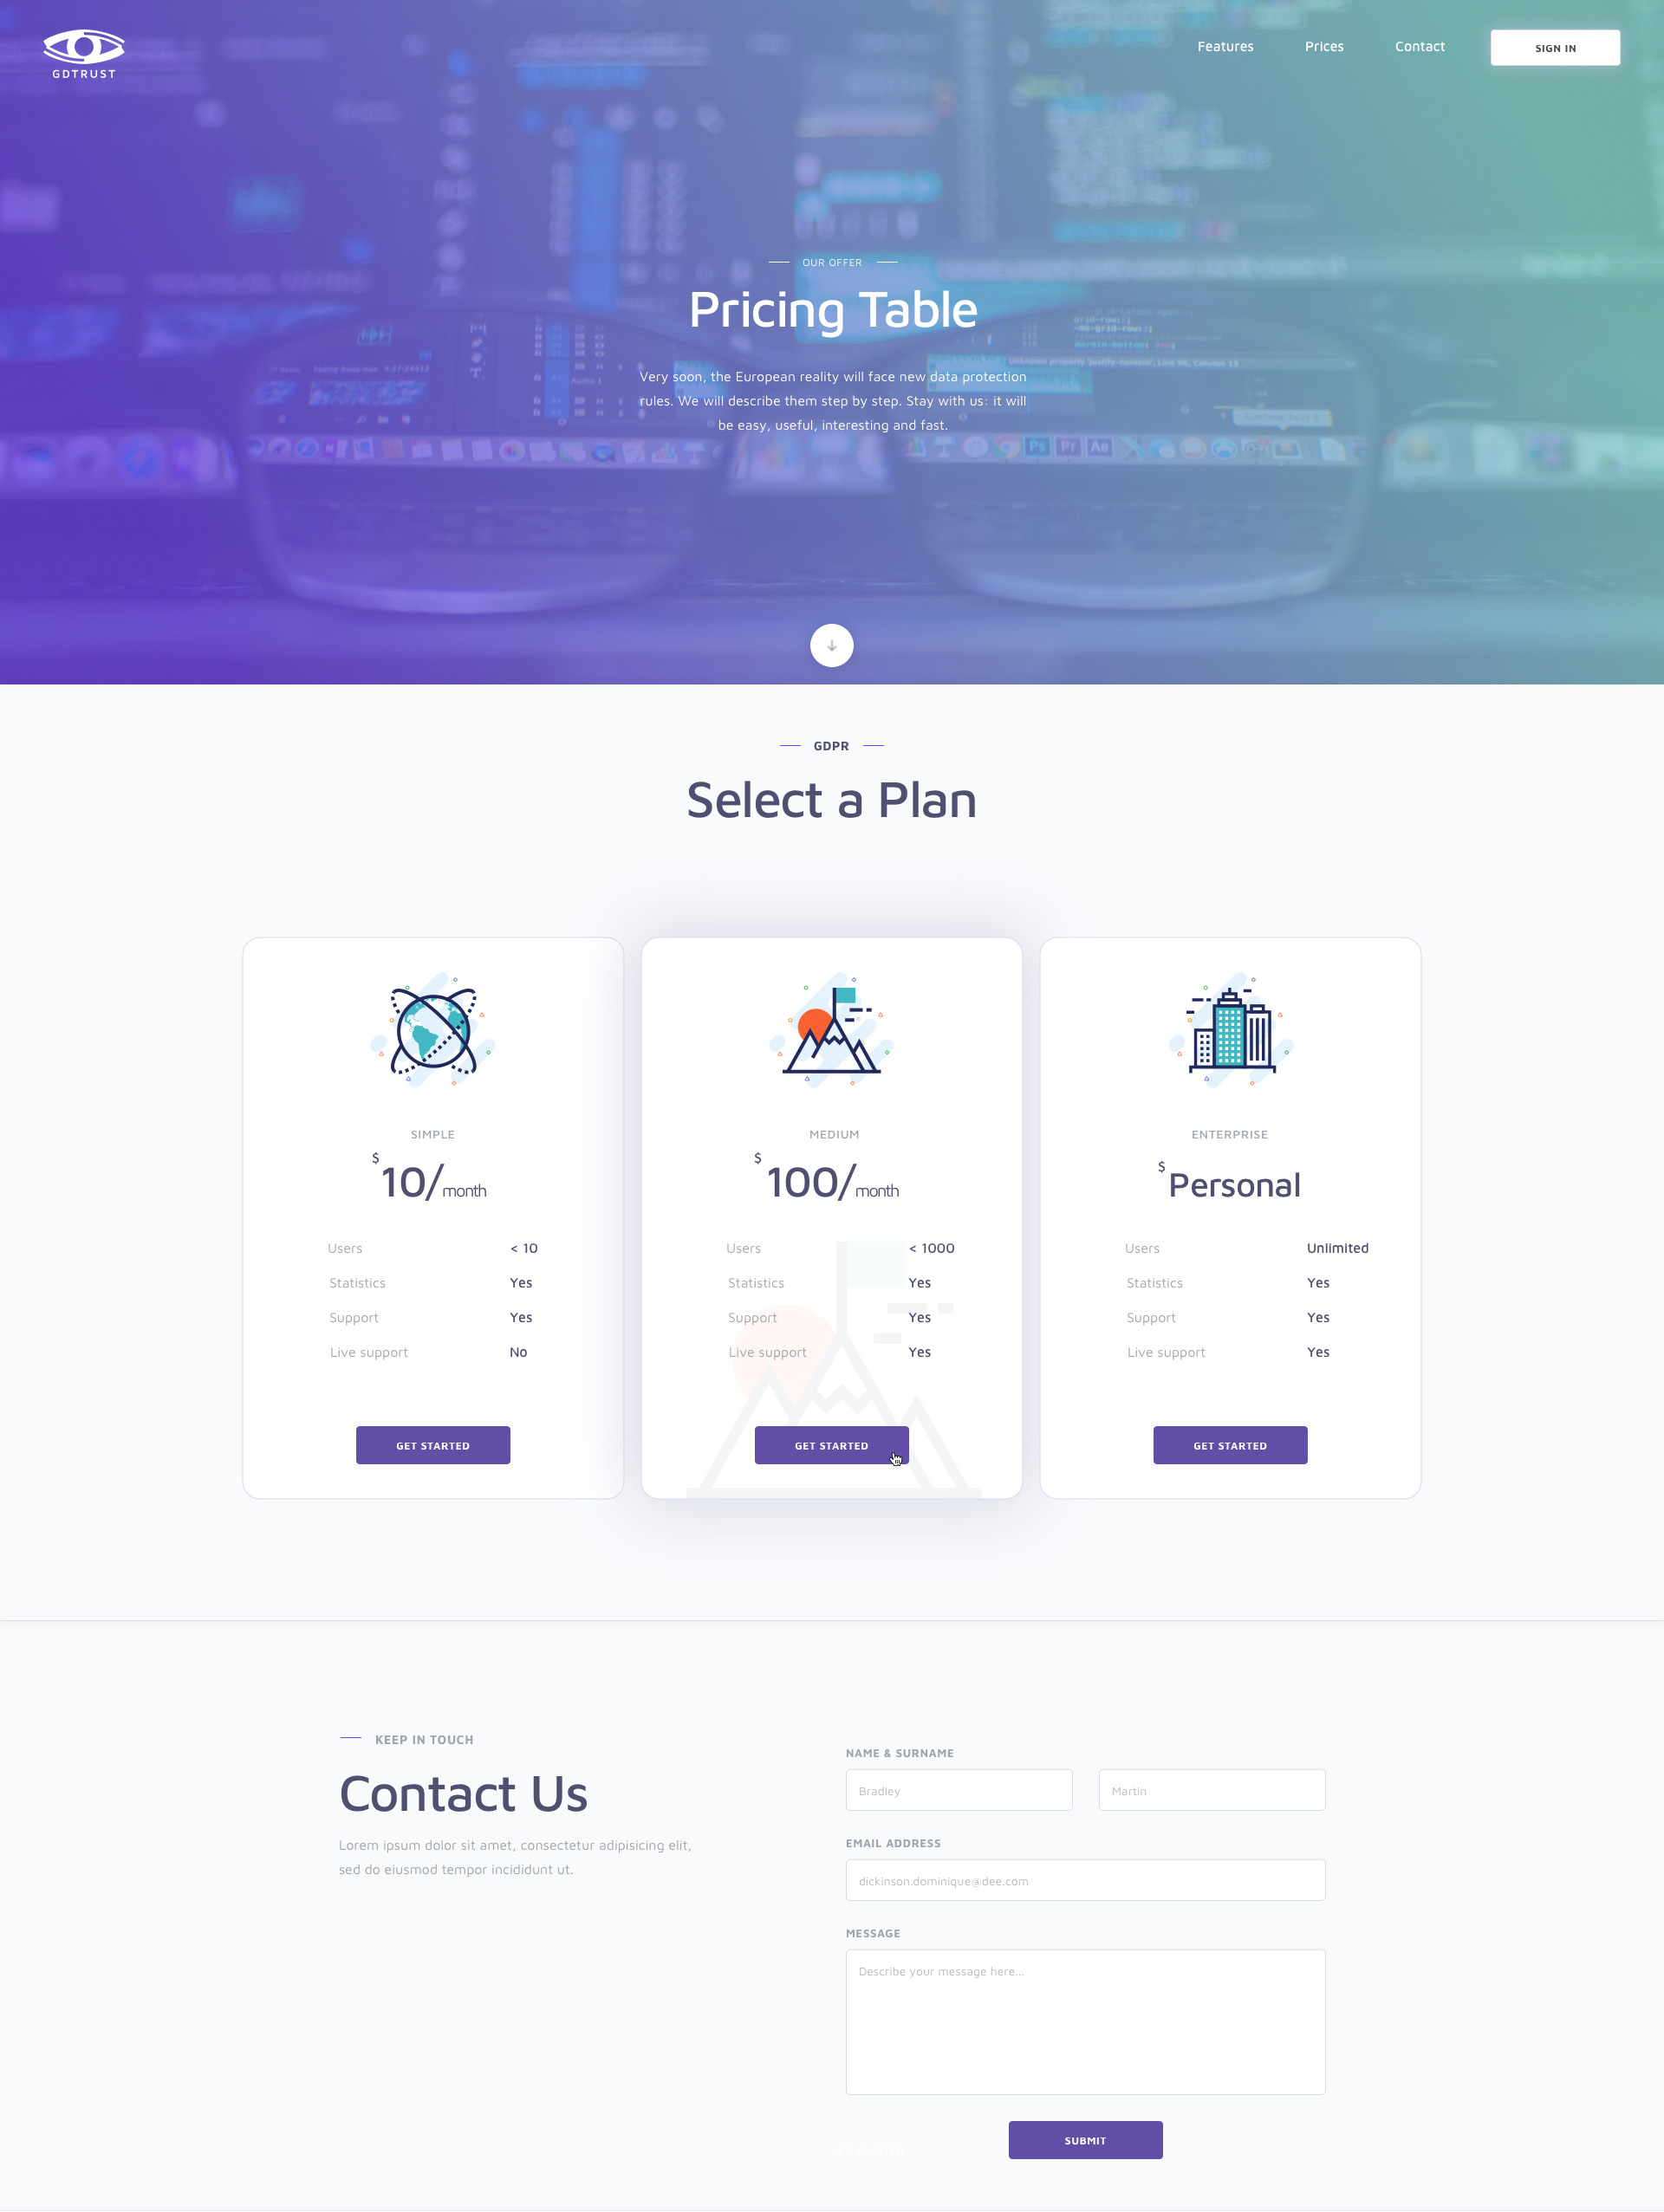 GDTRUST
Features
Prices
Contact
SIGN IN
OUR OFFER
Pricing Table
Very soon, the European reality will face new data protection
rules. We will describe them step by step. Stay with us: it will
be easy, useful, interesting and fast.
GDPR
Select a Plan
SIMPLE
$ 10/month
Users < 10
Statistics Yes
Support Yes
Live support No
GET STARTED
MEDIUM
$ 100/month
Users < 1000
Statistics Yes
Support Yes
Live support Yes
GET STARTED
ENTERPRISE
$ Personal
Users Unlimited
Statistics Yes
Support Yes
Live support Yes
GET STARTED
KEEP IN TOUCH
Contact Us
Lorem ipsum dolor sit amet, consectetur adipisicing elit,
sed do eiusmod tempor incididunt ut.
NAME & SURNAME
Bradley
Martin
EMAIL ADDRESS
dickinson.dominique@dee.com
MESSAGE
Describe your message here...
SUBMIT